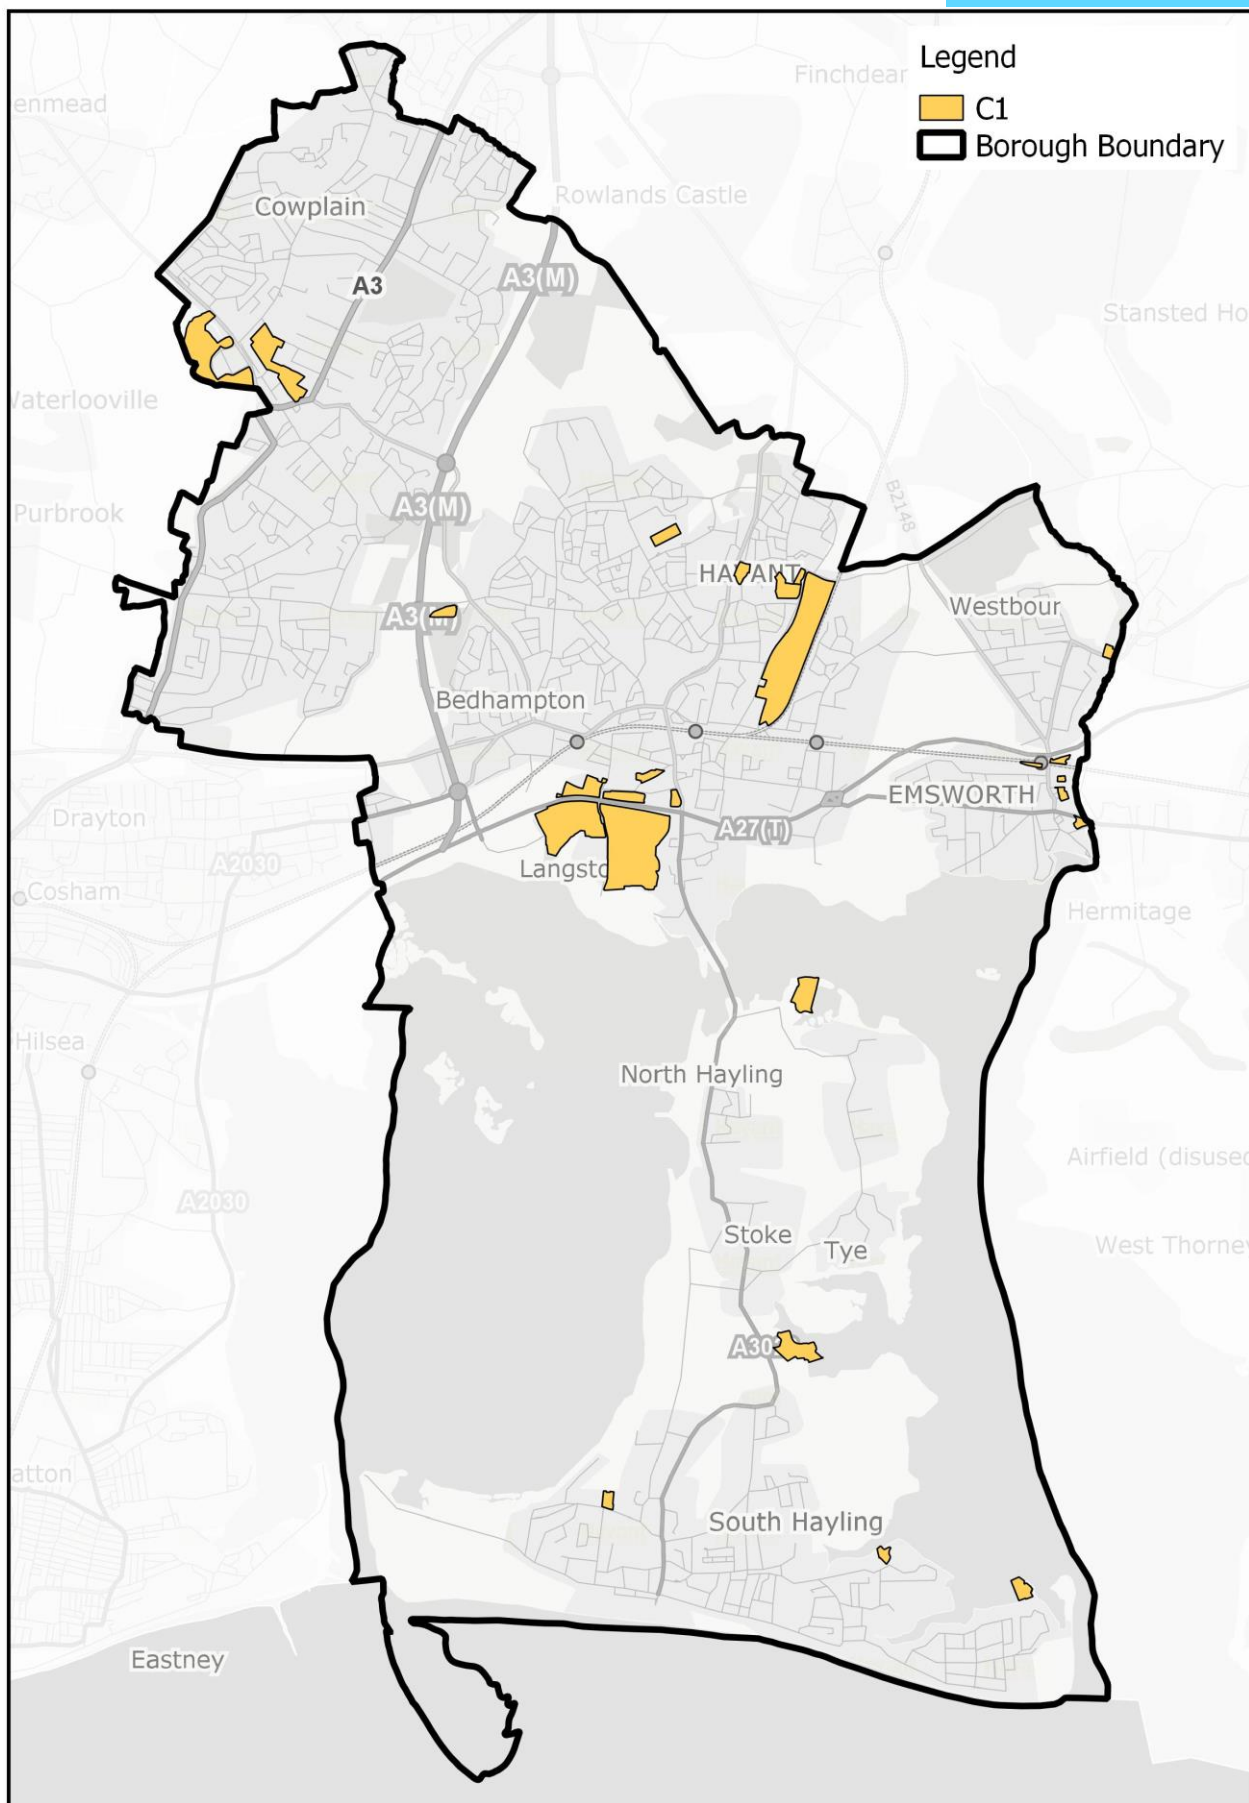 Legend
C1
Borough Boundary
Finchdear
enmead
Rowlands Castle
Cowplain
A3(M)
A3
Stansted Ho
Waterlooville
B2148
A3(M)
Purbrook
HAVANT
Westbour
A3(M)
Bedhampton
EMSWORTH
Drayton
A27(T)
A2030
Langsto
Cosham
Hermitage
Hilsea
North Hayling
Airfield (disused
A2030
Stoke
Tye
West Thorney
A302
atton
South Hayling
Eastney